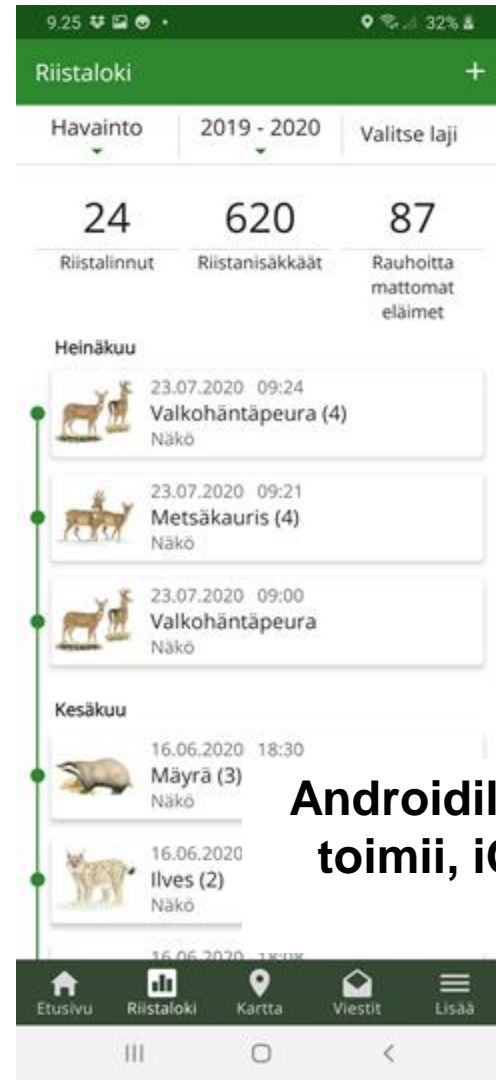 9.25
32%
Riistaloki +
Havainto 2019 - 2020 Valitse laji
24 620 87
Riistalinnut Riistanisäkkäät Rauhoitta
mattomat
eläimet
Heinäkuu
23.07.2020 09:24
Valkohäntäpeura (4)
Näkö
23.07.2020 09:21
Metsäkauris (4)
Näkö
23.07.2020 09:00
Valkohäntäpeura
Näkö
Kesäkuu
16.06.2020 18:30
Mäyrä (3)
Näkö
16.06.2020
Ilves (2)
Näkö
16.06.2020
toimii,
Etusivu Riistaloki Kartta Viestit Lisää